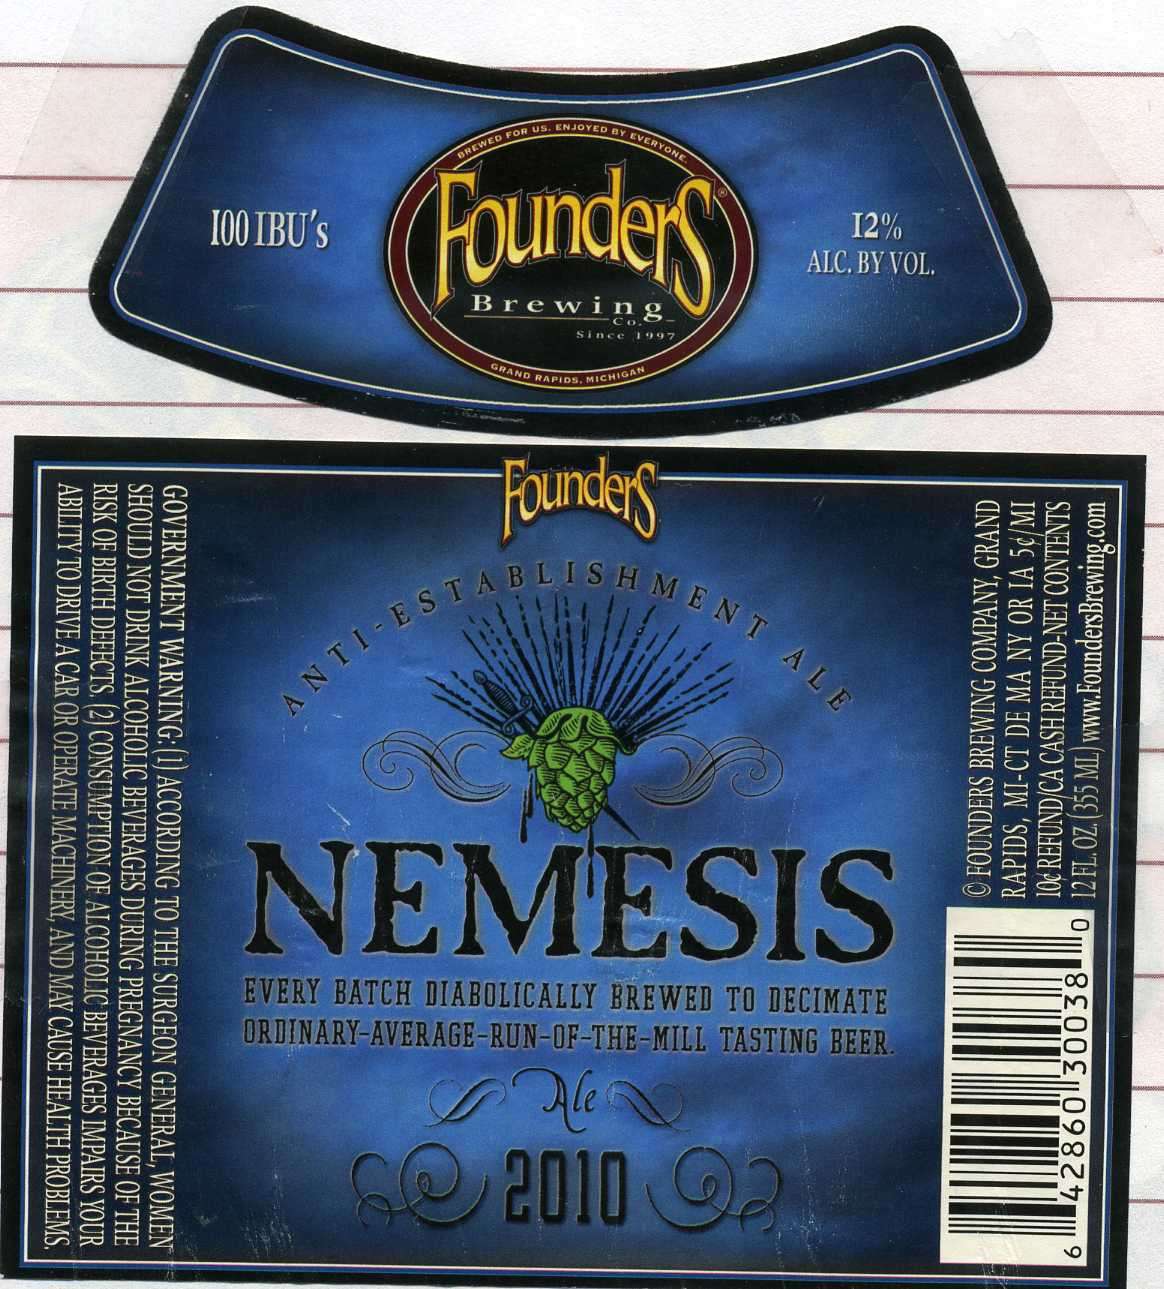 BREWED FOR US. ENJOYED BY EVERYONE.
Founders®
Brewing
Co.
Since 1997
GRAND RAPIDS, MICHIGAN
100 IBU's
12%
ALC. BY VOL.
Founders
ANTI-ESTABLISHMENT ALE
NEMESIS
EVERY BATCH DIABOLICALLY BREWED TO DECIMATE
ORDINARY-AVERAGE-RUN-OF-THE-MILL TASTING BEER.
Ale
2010
GOVERNMENT WARNING: (1) ACCORDING TO THE SURGEON GENERAL, WOMEN
SHOULD NOT DRINK ALCOHOLIC BEVERAGES DURING PREGNANCY BECAUSE OF THE
RISK OF BIRTH DEFECTS. (2) CONSUMPTION OF ALCOHOLIC BEVERAGES IMPAIRS YOUR
ABILITY TO DRIVE A CAR OR OPERATE MACHINERY, AND MAY CAUSE HEALTH PROBLEMS.
© FOUNDERS BREWING COMPANY, GRAND
RAPIDS, MI-CT DE MA NY OR IA 5¢/MI
10¢ REFUND/CA CASH REFUND-NET CONTENTS
12 FL. OZ. (355 ML) www.FoundersBrewing.com
6 42860 30038 0